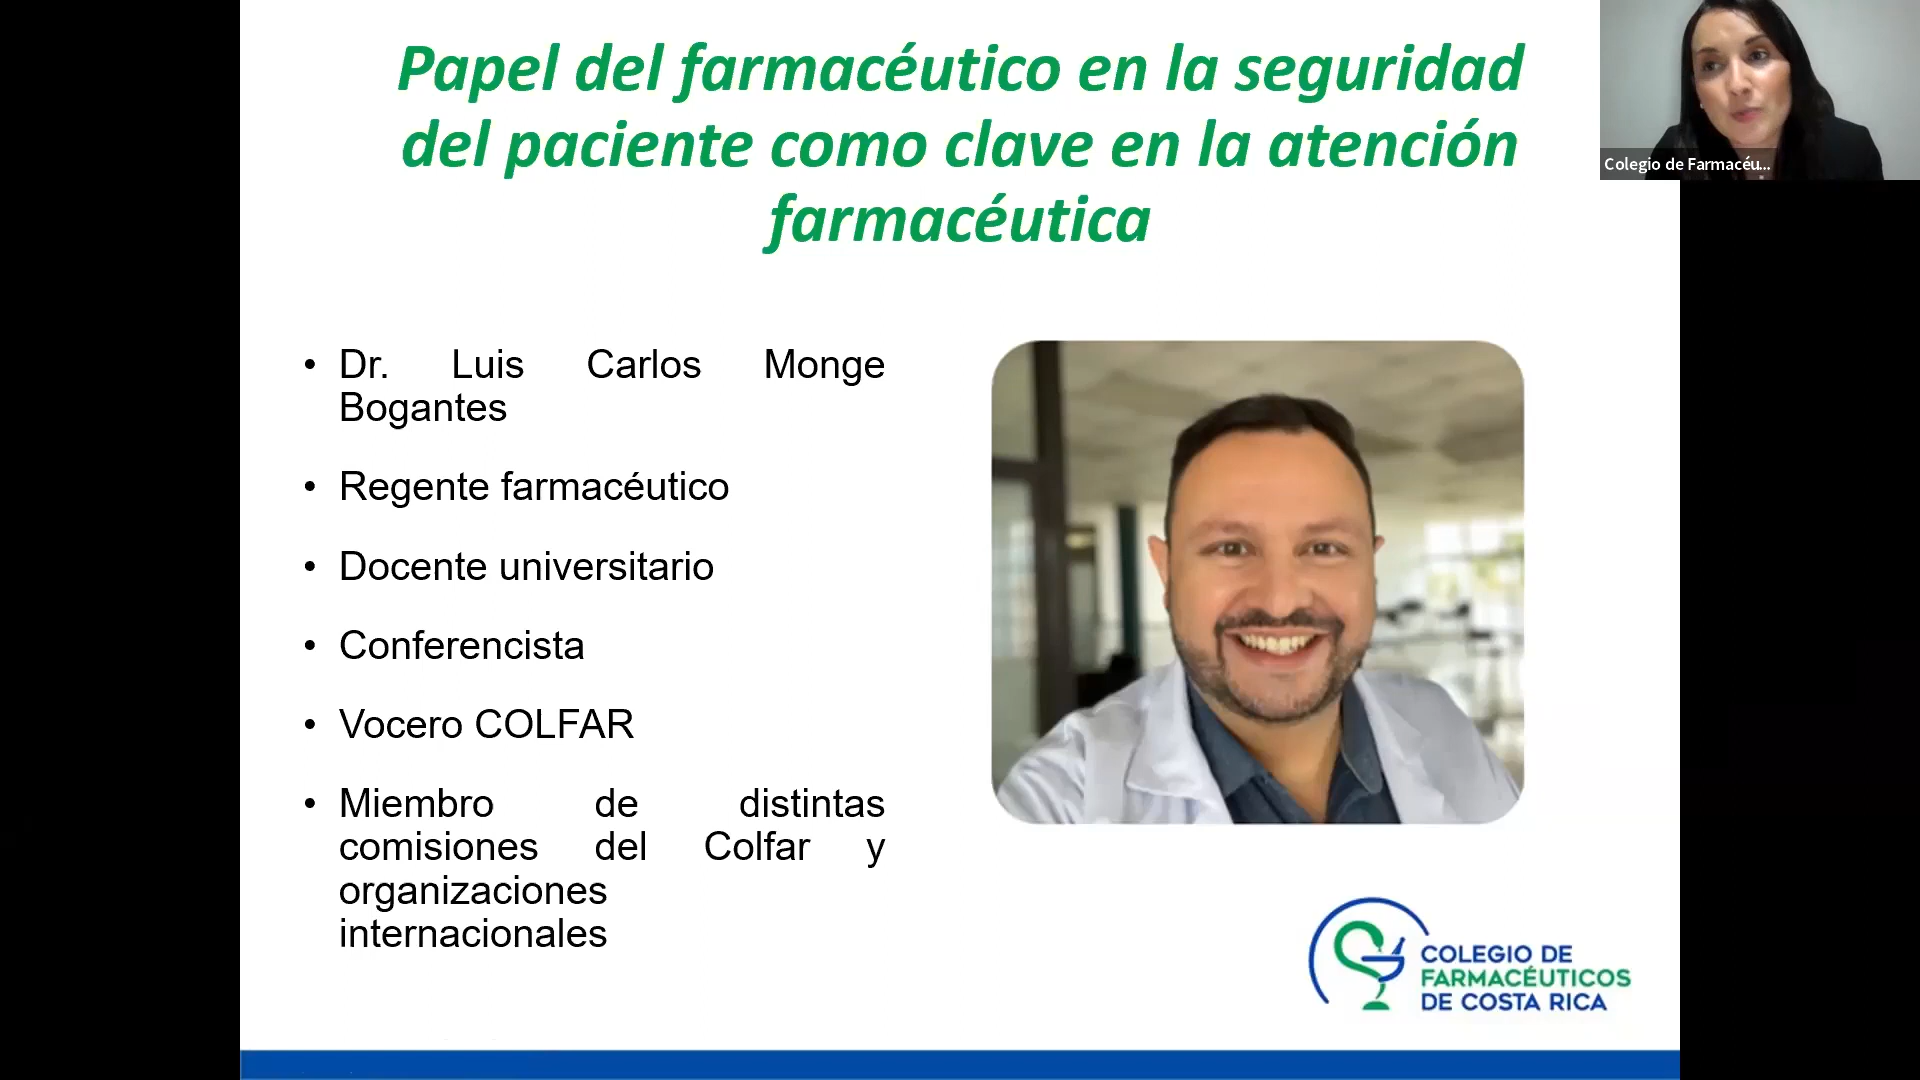 Papel del farmacéutico en la seguridad
del paciente como clave en la atención
farmacéutica
Colegio de Farmacéu...
• Dr. Luis Carlos Monge
Bogantes
• Regente farmacéutico
• Docente universitario
• Conferencista
• Vocero COLFAR
• Miembro de distintas
comisiones del Colfar y
organizaciones
internacionales
COLEGIO DE
FARMACÉUTICOS
DE COSTA RICA